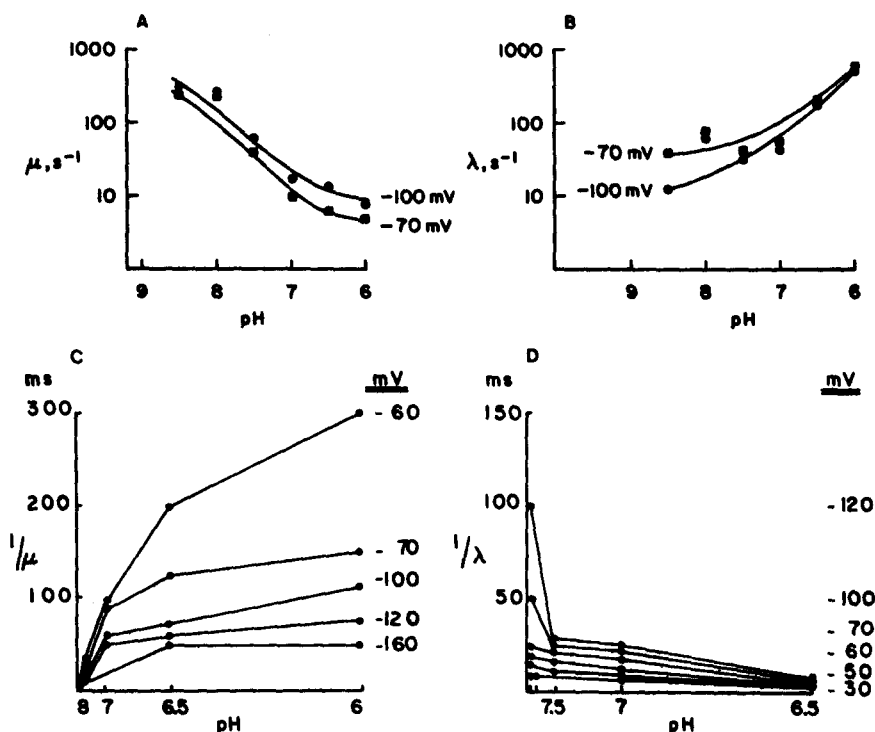 A
1000
100
μ, s⁻¹
10
-100 mV
-70 mV
9 8 7 6
pH
B
1000
100
λ, s⁻¹
10
-70 mV
-100 mV
9 8 7 6
pH
C
ms
mV
300
200
1/μ
100
- 60
- 70
-100
-120
-160
8 7 6.5 6
pH
D
ms
mV
150
100
1/λ
50
- 120
- 100
- 70
- 60
- 50
- 30
7.5 7 6.5
pH